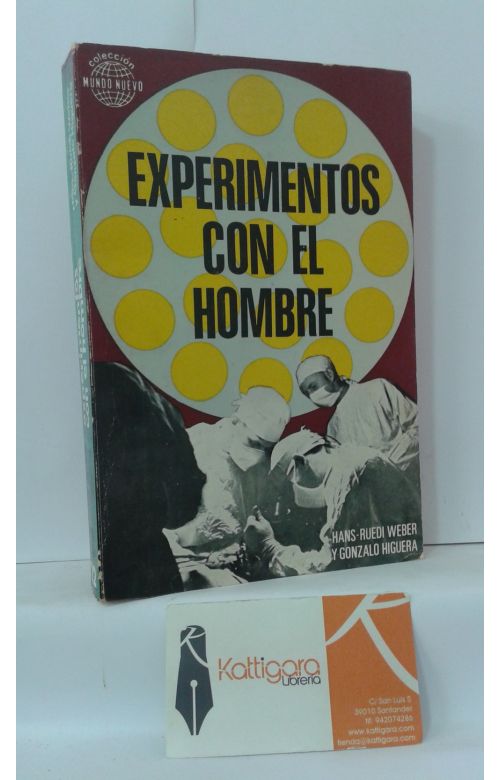 colección
MUNDO NUEVO
EXPERIMENTOS
CON EL
HOMBRE
HANS-RUEDI WEBER
Y GONZALO HIGUERA
Kattigara
Librería
C/ San Luis 5
39010 Santander
tlf: 942074286
www.kattigara.com
tienda@kattigara.com